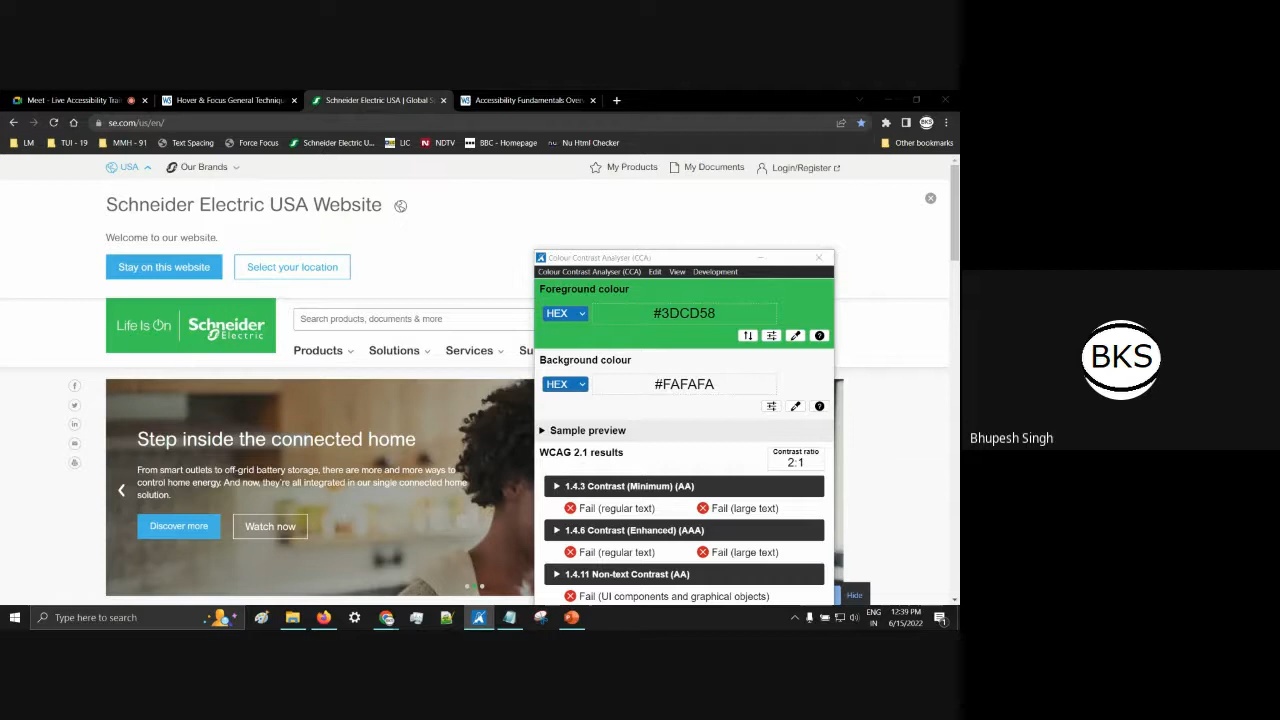 Meet - Live Accessibility Trai
Hover & Focus General Techniqu
Schneider Electric USA | Global S
Accessibility Fundamentals Over
se.com/us/en/
BKS
LM
TUI - 19
MMH - 91
Text Spacing
Force Focus
Schneider Electric U...
LIC
NDTV
BBC - Homepage
Nu Html Checker
Other bookmarks
USA
Our Brands
My Products
My Documents
Login/Register
Schneider Electric USA Website
Welcome to our website.
Stay on this website
Select your location
Life Is On
Schneider
Electric
Search products, documents & more
Products
Solutions
Services
Su
Step inside the connected home
From smart outlets to off-grid battery storage, there are more and more ways to
control home energy. And now, they're all integrated in our single connected home
solution.
Discover more
Watch now
Colour Contrast Analyser (CCA)
Colour Contrast Analyser (CCA) Edit View Development
Foreground colour
HEX
#3DCD58
Background colour
HEX
#FAFAFA
Sample preview
WCAG 2.1 results
Contrast ratio
2:1
1.4.3 Contrast (Minimum) (AA)
Fail (regular text)
Fail (large text)
1.4.6 Contrast (Enhanced) (AAA)
Fail (regular text)
Fail (large text)
1.4.11 Non-text Contrast (AA)
Fail (UI components and graphical objects)
Hide
Type here to search
ENG
IN
12:39 PM
6/15/2022
BKS
Bhupesh Singh